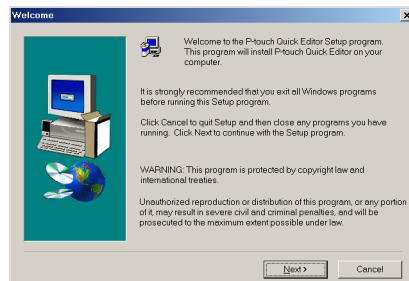 Welcome
Welcome to the P-touch Quick Editor Setup program.
This program will install P-touch Quick Editor on your
computer.
It is strongly recommended that you exit all Windows programs
before running this Setup program.
Click Cancel to quit Setup and then close any programs you have
running. Click Next to continue with the Setup program.
WARNING: This program is protected by copyright law and
international treaties.
Unauthorized reproduction or distribution of this program, or any portion
of it, may result in severe civil and criminal penalties, and will be
prosecuted to the maximum extent possible under law.
Next >
Cancel